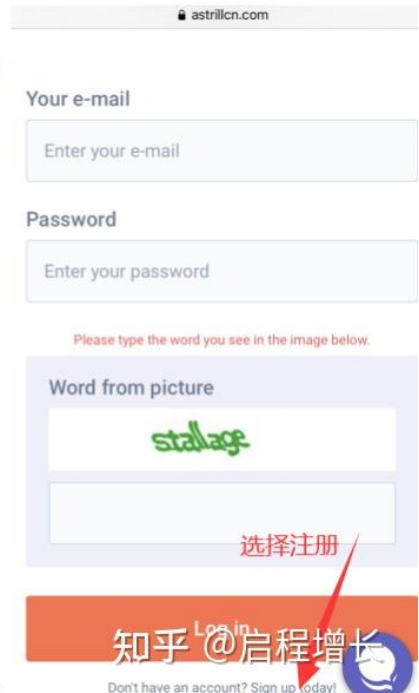 astrillcn.com
Your e-mail
Enter your e-mail
Password
Enter your password
Please type the word you see in the image below.
Word from picture
stallage
选择注册
Log in
知乎 @启程增长
Don't have an account? Sign up today!